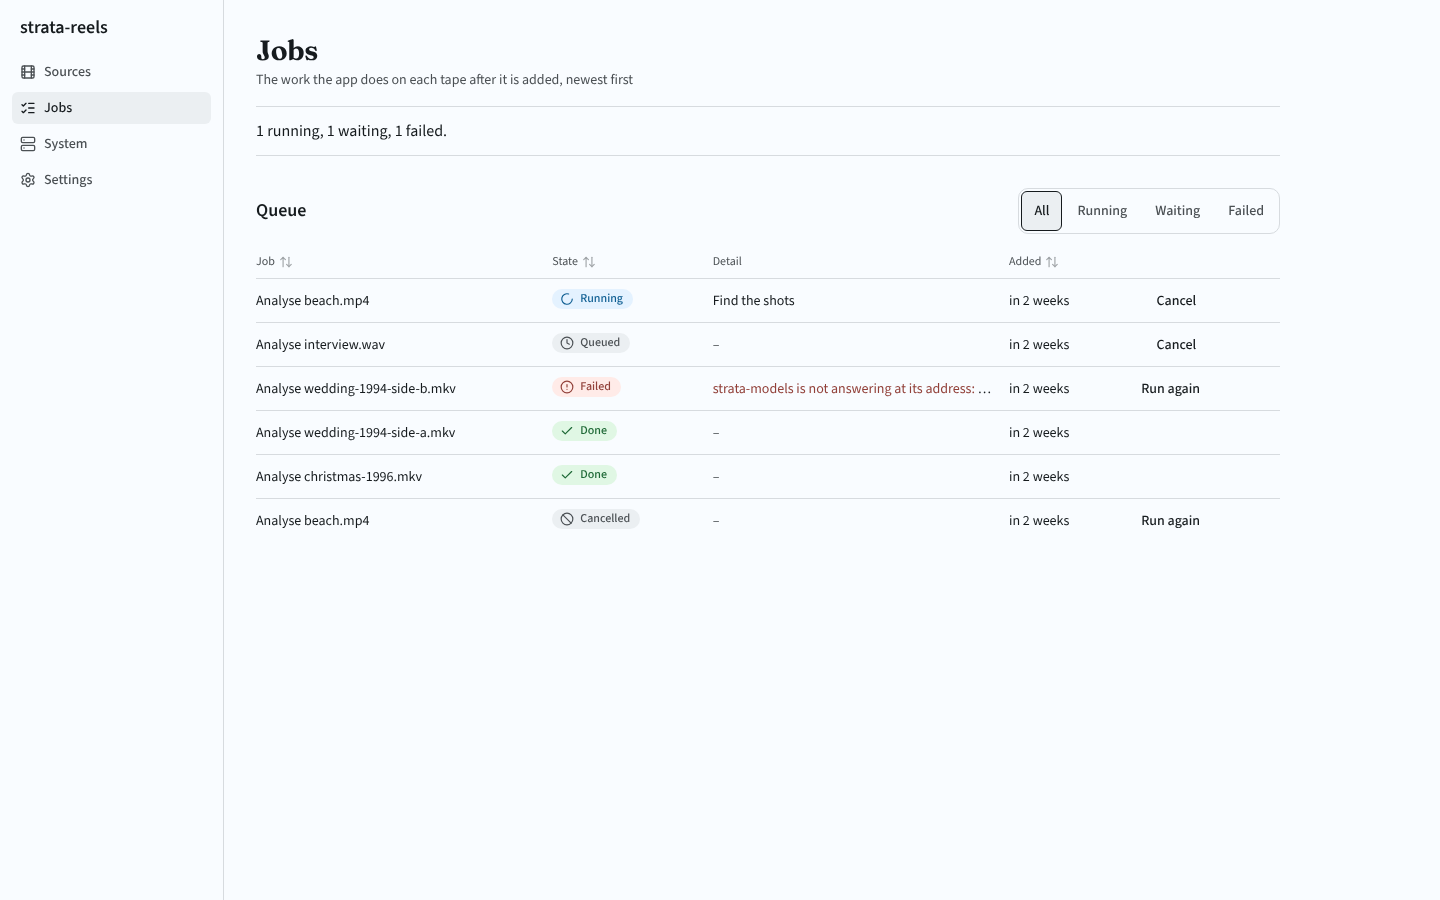 strata-reels
Sources
Jobs
System
Settings
Jobs
The work the app does on each tape after it is added, newest first
1 running, 1 waiting, 1 failed.
Queue
All Running Waiting Failed
Job State Detail Added
Analyse beach.mp4 Running Find the shots in 2 weeks Cancel
Analyse interview.wav Queued – in 2 weeks Cancel
Analyse wedding-1994-side-b.mkv Failed strata-models is not answering at its address: … in 2 weeks Run again
Analyse wedding-1994-side-a.mkv Done – in 2 weeks
Analyse christmas-1996.mkv Done – in 2 weeks
Analyse beach.mp4 Cancelled – in 2 weeks Run again